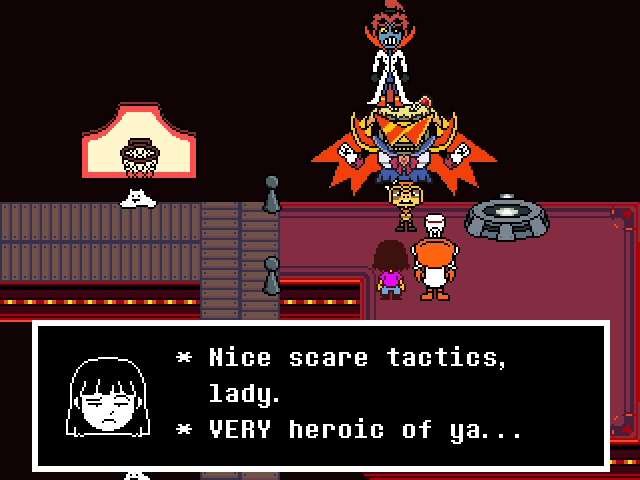 * Nice scare tactics,
lady.
* VERY heroic of ya...